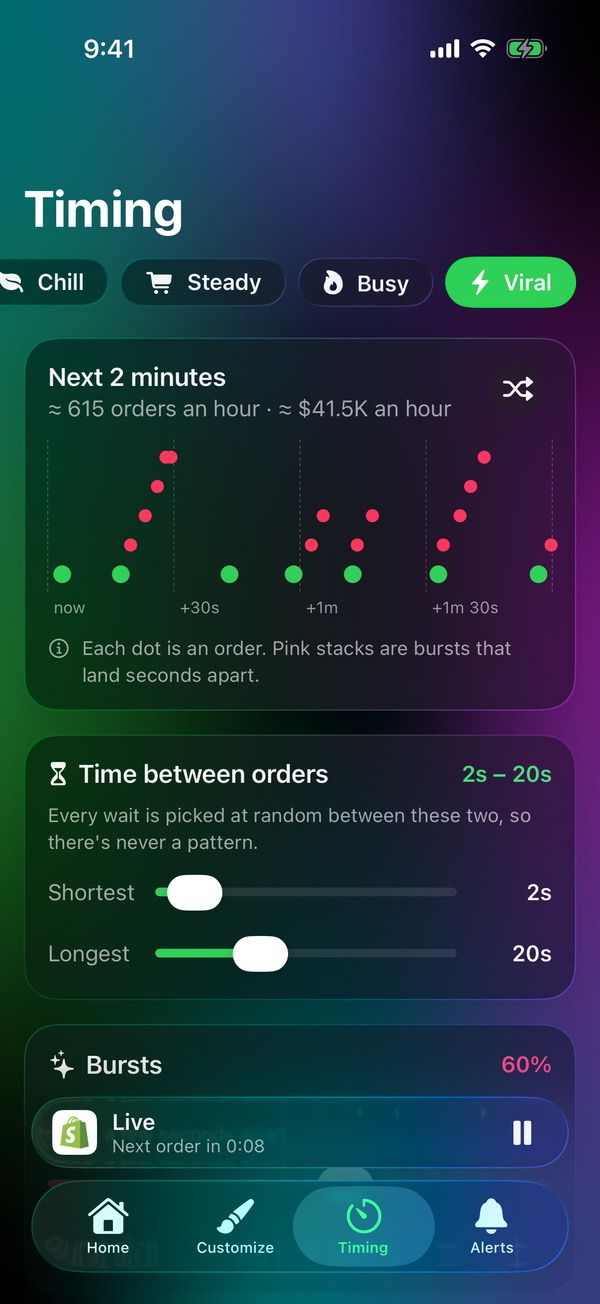 9:41
Timing
Chill
Steady
Busy
Viral
Next 2 minutes
≈ 615 orders an hour · ≈ $41.5K an hour
now
+30s
+1m
+1m 30s
Each dot is an order. Pink stacks are bursts that
land seconds apart.
Time between orders
2s – 20s
Every wait is picked at random between these two, so
there's never a pattern.
Shortest
2s
Longest
20s
Bursts
60%
Live
Next order in 0:08
Home
Customize
Timing
Alerts